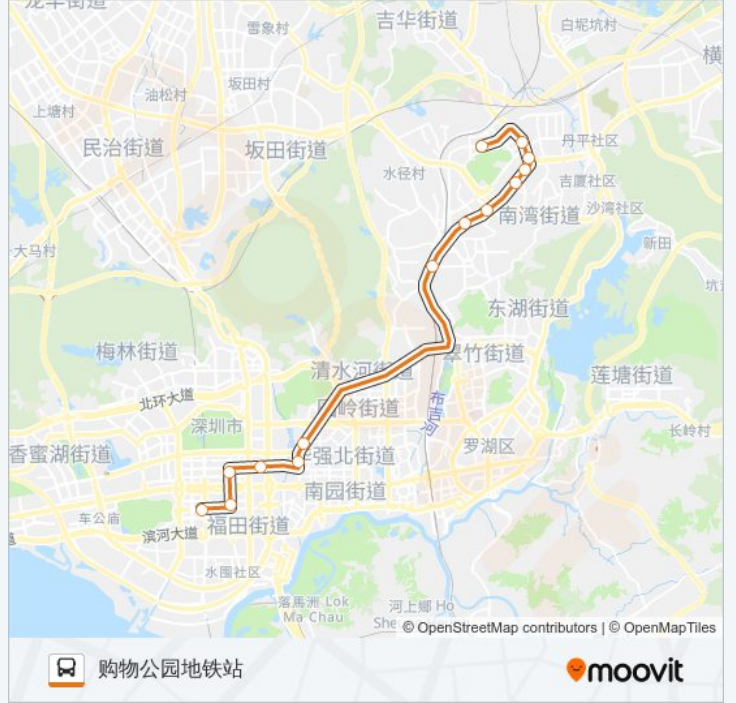 龙华街道
吉华街道
雪象村
白坭坑村
横
坂田村
油松村
上塘村
民治街道
坂田街道
丹平社区
水径村
吉厦社区
南湾街道
沙湾社区
新田
大马村
坑
东湖街道
梅林街道
翠竹街道
清水河街道
莲塘街道
北环大道
岭街道
布吉河
深圳市
长岭村
罗湖区
香蜜湖街道
华强北街道
南园街道
车公庙
滨河大道
福田街道
道
水围社区
落馬洲 Lok
Ma Chau
河上鄉 Ho
She
© OpenStreetMap contributors | © OpenMapTiles
购物公园地铁站
moovit